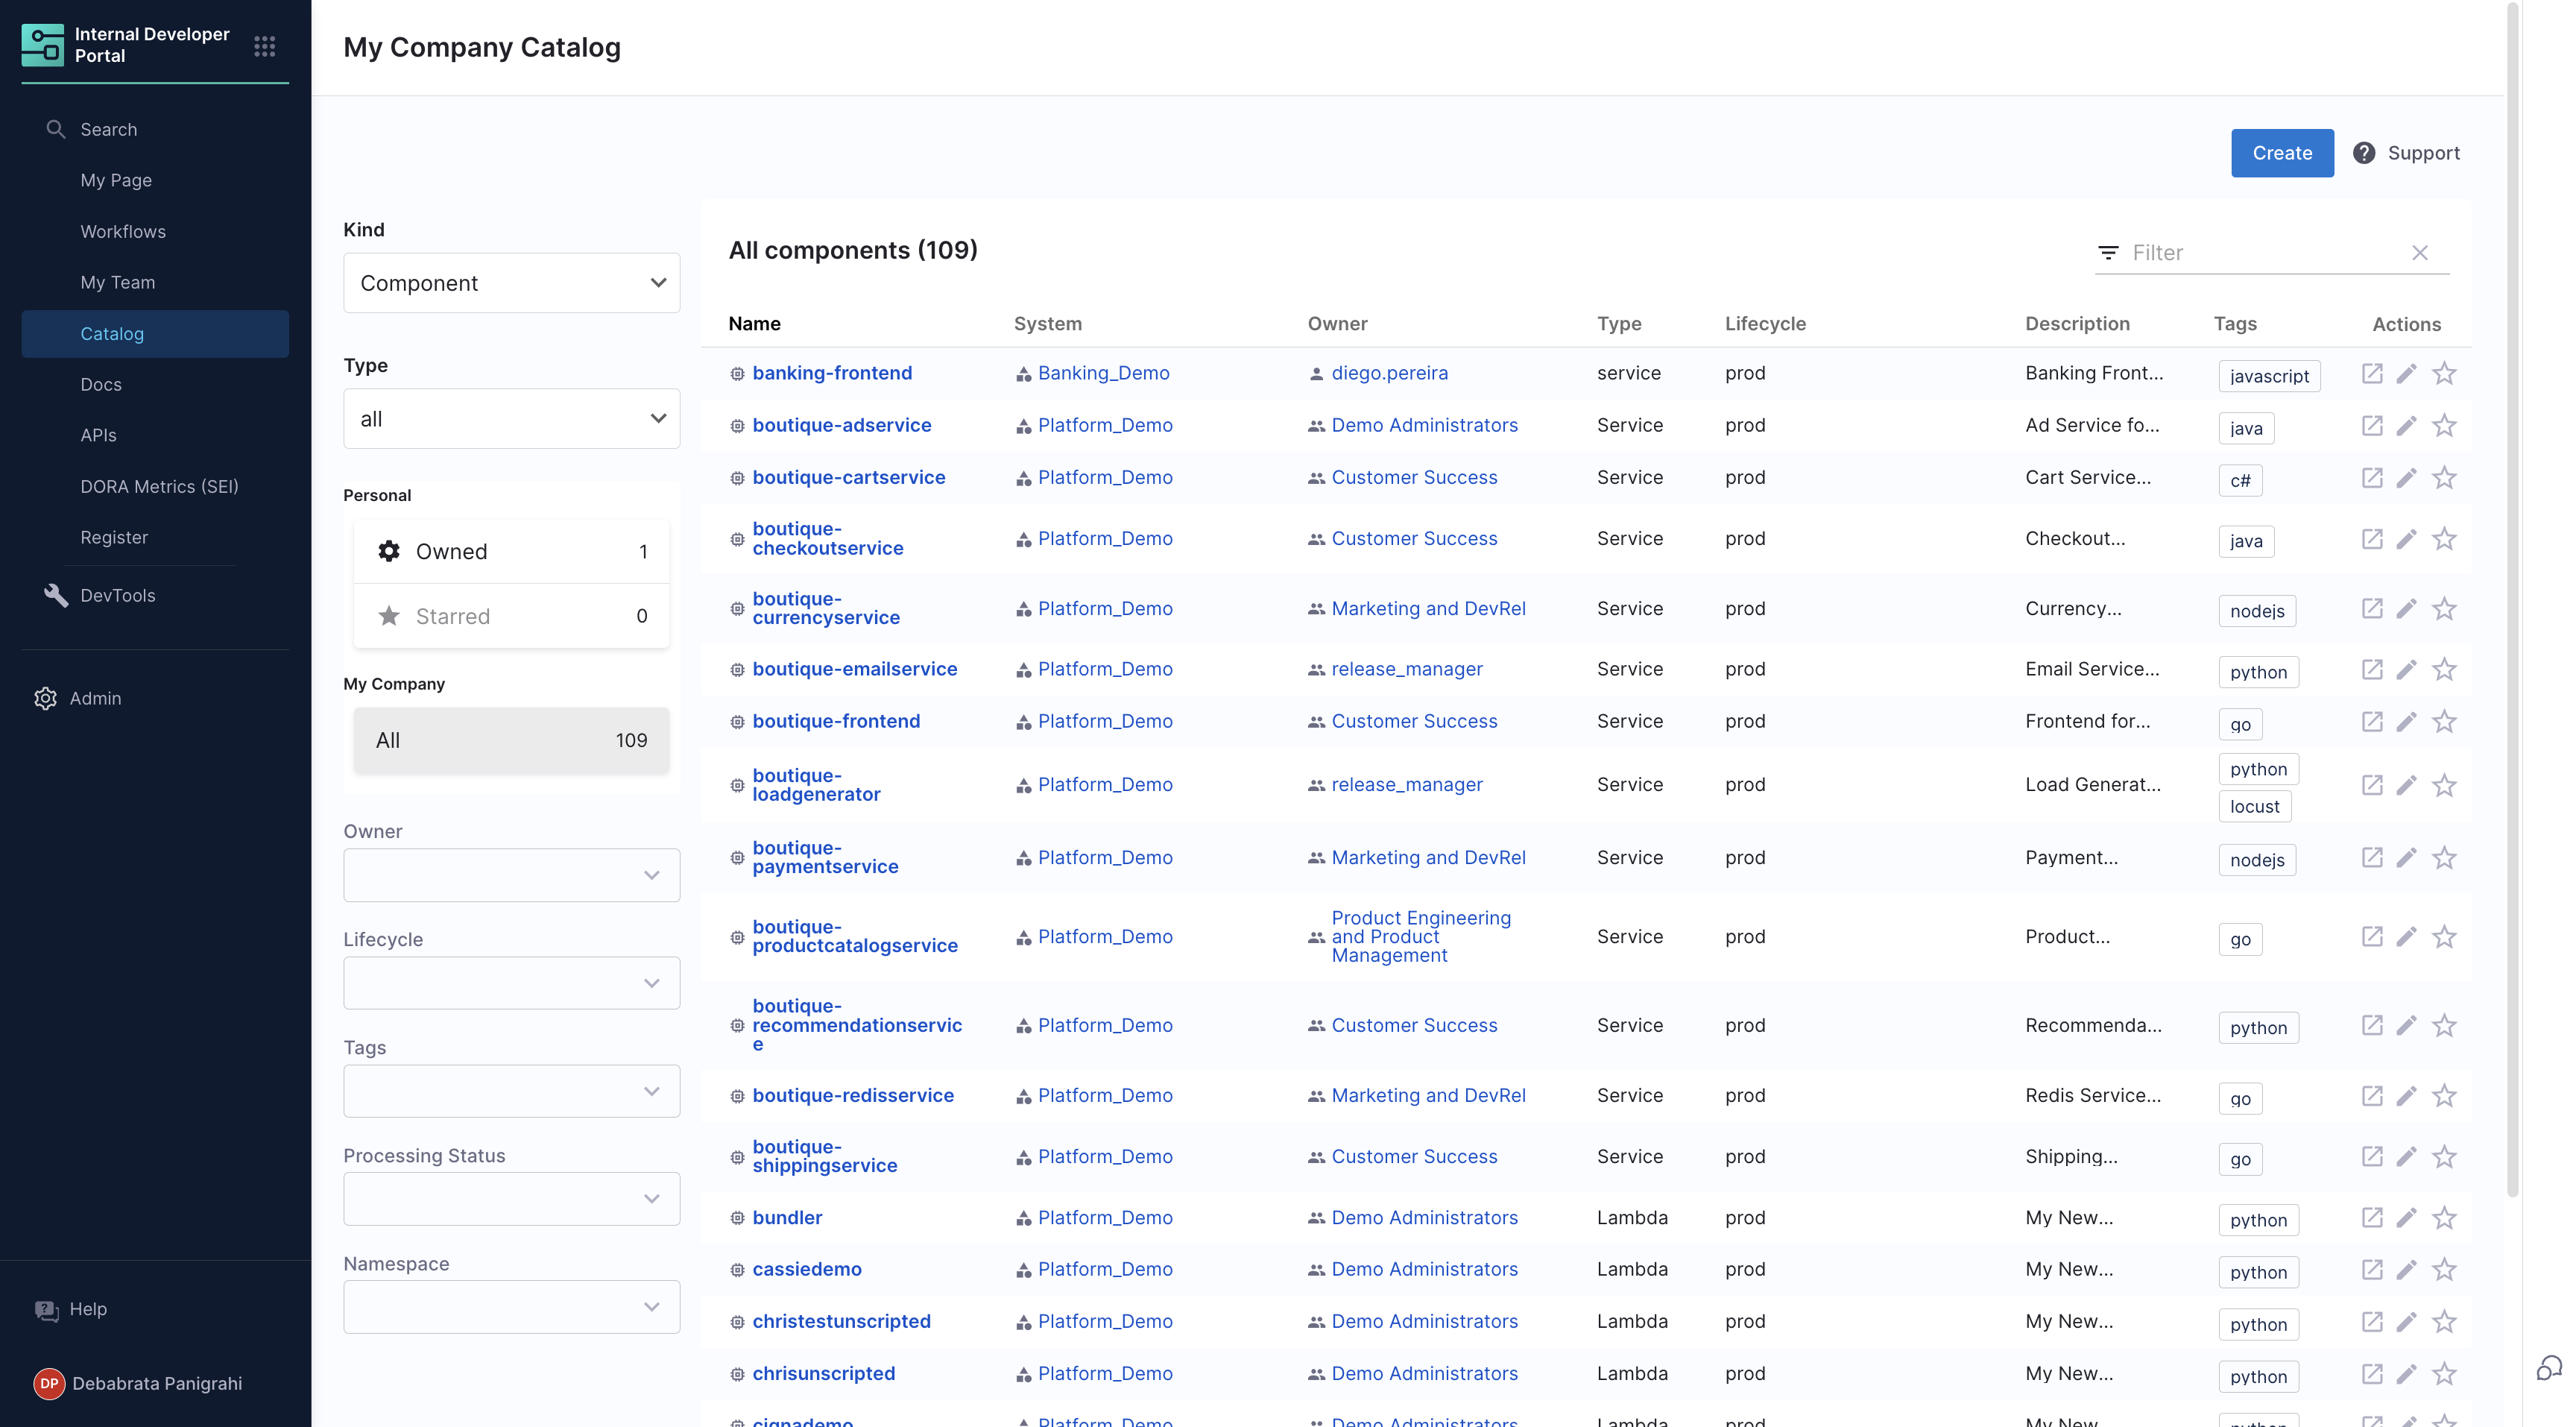 Internal Developer
Portal
Search
My Page
Workflows
My Team
Catalog
Docs
APIs
DORA Metrics (SEI)
Register
DevTools
Admin
Help
DP Debabrata Panigrahi
My Company Catalog
Create Support
Kind
Component
Type
all
Personal
Owned 1
Starred 0
My Company
All 109
Owner
Lifecycle
Tags
Processing Status
Namespace
All components (109) Filter
Name System Owner Type Lifecycle Description Tags Actions
banking-frontend Banking_Demo diego.pereira service prod Banking Front... javascript
boutique-adservice Platform_Demo Demo Administrators Service prod Ad Service fo... java
boutique-cartservice Platform_Demo Customer Success Service prod Cart Service... c#
boutique-
checkoutservice Platform_Demo Customer Success Service prod Checkout... java
boutique-
currencyservice Platform_Demo Marketing and DevRel Service prod Currency... nodejs
boutique-emailservice Platform_Demo release_manager Service prod Email Service... python
boutique-frontend Platform_Demo Customer Success Service prod Frontend for... go
boutique-
loadgenerator Platform_Demo release_manager Service prod Load Generat... python
locust
boutique-
paymentservice Platform_Demo Marketing and DevRel Service prod Payment... nodejs
boutique-
productcatalogservice Platform_Demo Product Engineering
and Product
Management Service prod Product... go
boutique-
recommendationservic
e Platform_Demo Customer Success Service prod Recommenda... python
boutique-redisservice Platform_Demo Marketing and DevRel Service prod Redis Service... go
boutique-
shippingservice Platform_Demo Customer Success Service prod Shipping... go
bundler Platform_Demo Demo Administrators Lambda prod My New... python
cassiedemo Platform_Demo Demo Administrators Lambda prod My New... python
christestunscripted Platform_Demo Demo Administrators Lambda prod My New... python
chrisunscripted Platform_Demo Demo Administrators Lambda prod My New... python
cignademo Platform_Demo Demo Administrators Lambda prod My New... python